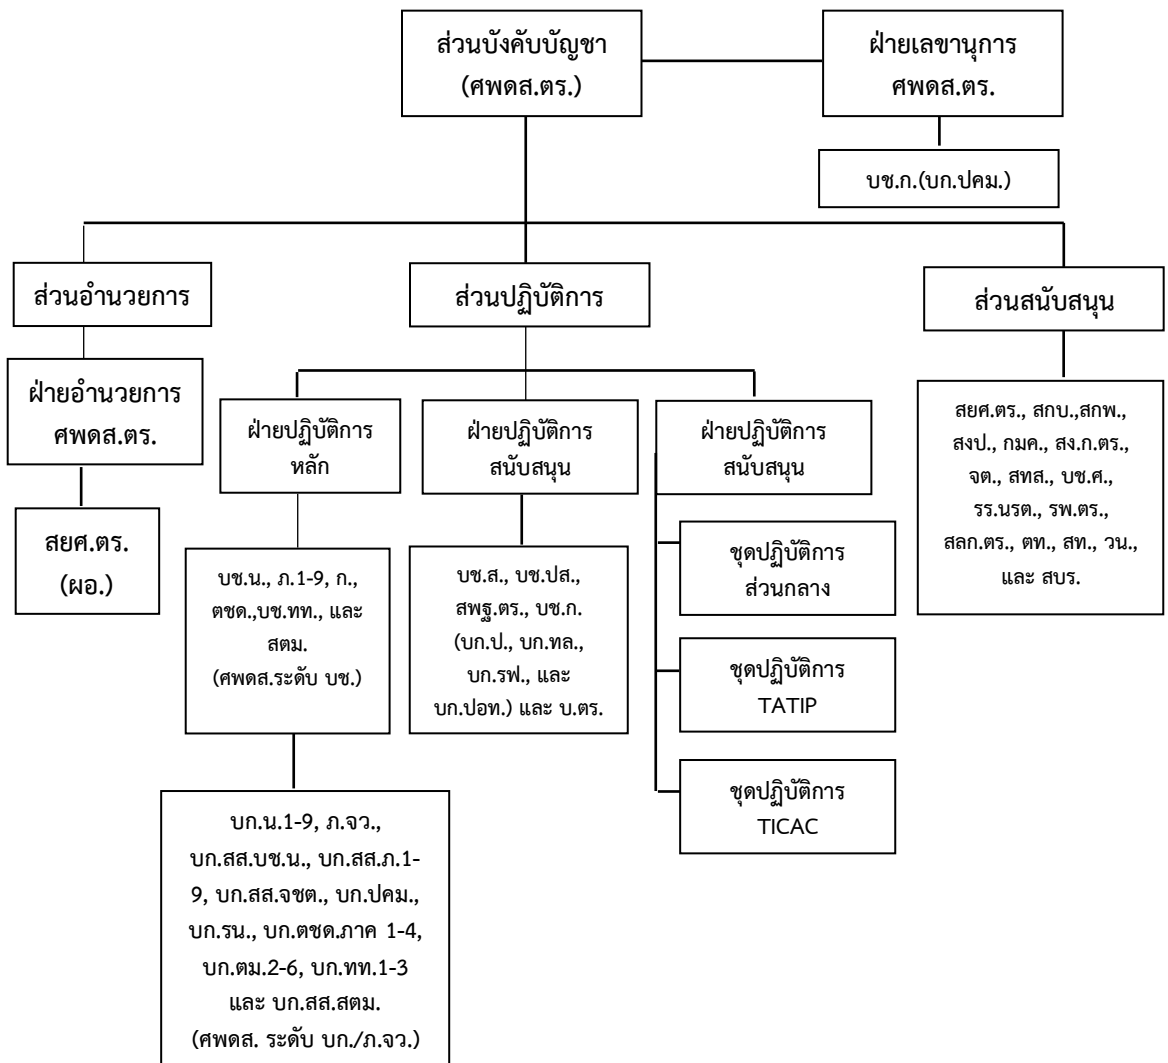 ส่วนบังคับบัญชา
(ศพดส.ตร.)
ฝ่ายเลขานุการ
ศพดส.ตร.
บช.ก.(บก.ปคม.)
ส่วนอำนวยการ
ฝ่ายอำนวยการ
ศพดส.ตร.
สยศ.ตร.
(ผอ.)
ส่วนปฏิบัติการ
ฝ่ายปฏิบัติการ
หลัก
บช.น., ภ.1-9, ก.,
ตชด.,บช.ทท., และ
สตม.
(ศพดส.ระดับ บช.)
บก.น.1-9, ภ.จว.,
บก.สส.บช.น., บก.สส.ภ.1-
9, บก.สส.จชต., บก.ปคม.,
บก.รน., บก.ตชด.ภาค 1-4,
บก.ตม.2-6, บก.ทท.1-3
และ บก.สส.สตม.
(ศพดส. ระดับ บก./ภ.จว.)
ฝ่ายปฏิบัติการ
สนับสนุน
บช.ส., บช.ปส.,
สพฐ.ตร., บช.ก.
(บก.ป., บก.ทล.,
บก.รฟ., และ
บก.ปอท.) และ บ.ตร.
ฝ่ายปฏิบัติการ
สนับสนุน
ชุดปฏิบัติการ
ส่วนกลาง
ชุดปฏิบัติการ
TATIP
ชุดปฏิบัติการ
TICAC
ส่วนสนับสนุน
สยศ.ตร., สกบ.,สกพ.,
สงป., กมค., สง.ก.ตร.,
จต., สทส., บช.ศ.,
รร.นรต., รพ.ตร.,
สลก.ตร., ตท., สท., วน.,
และ สบร.